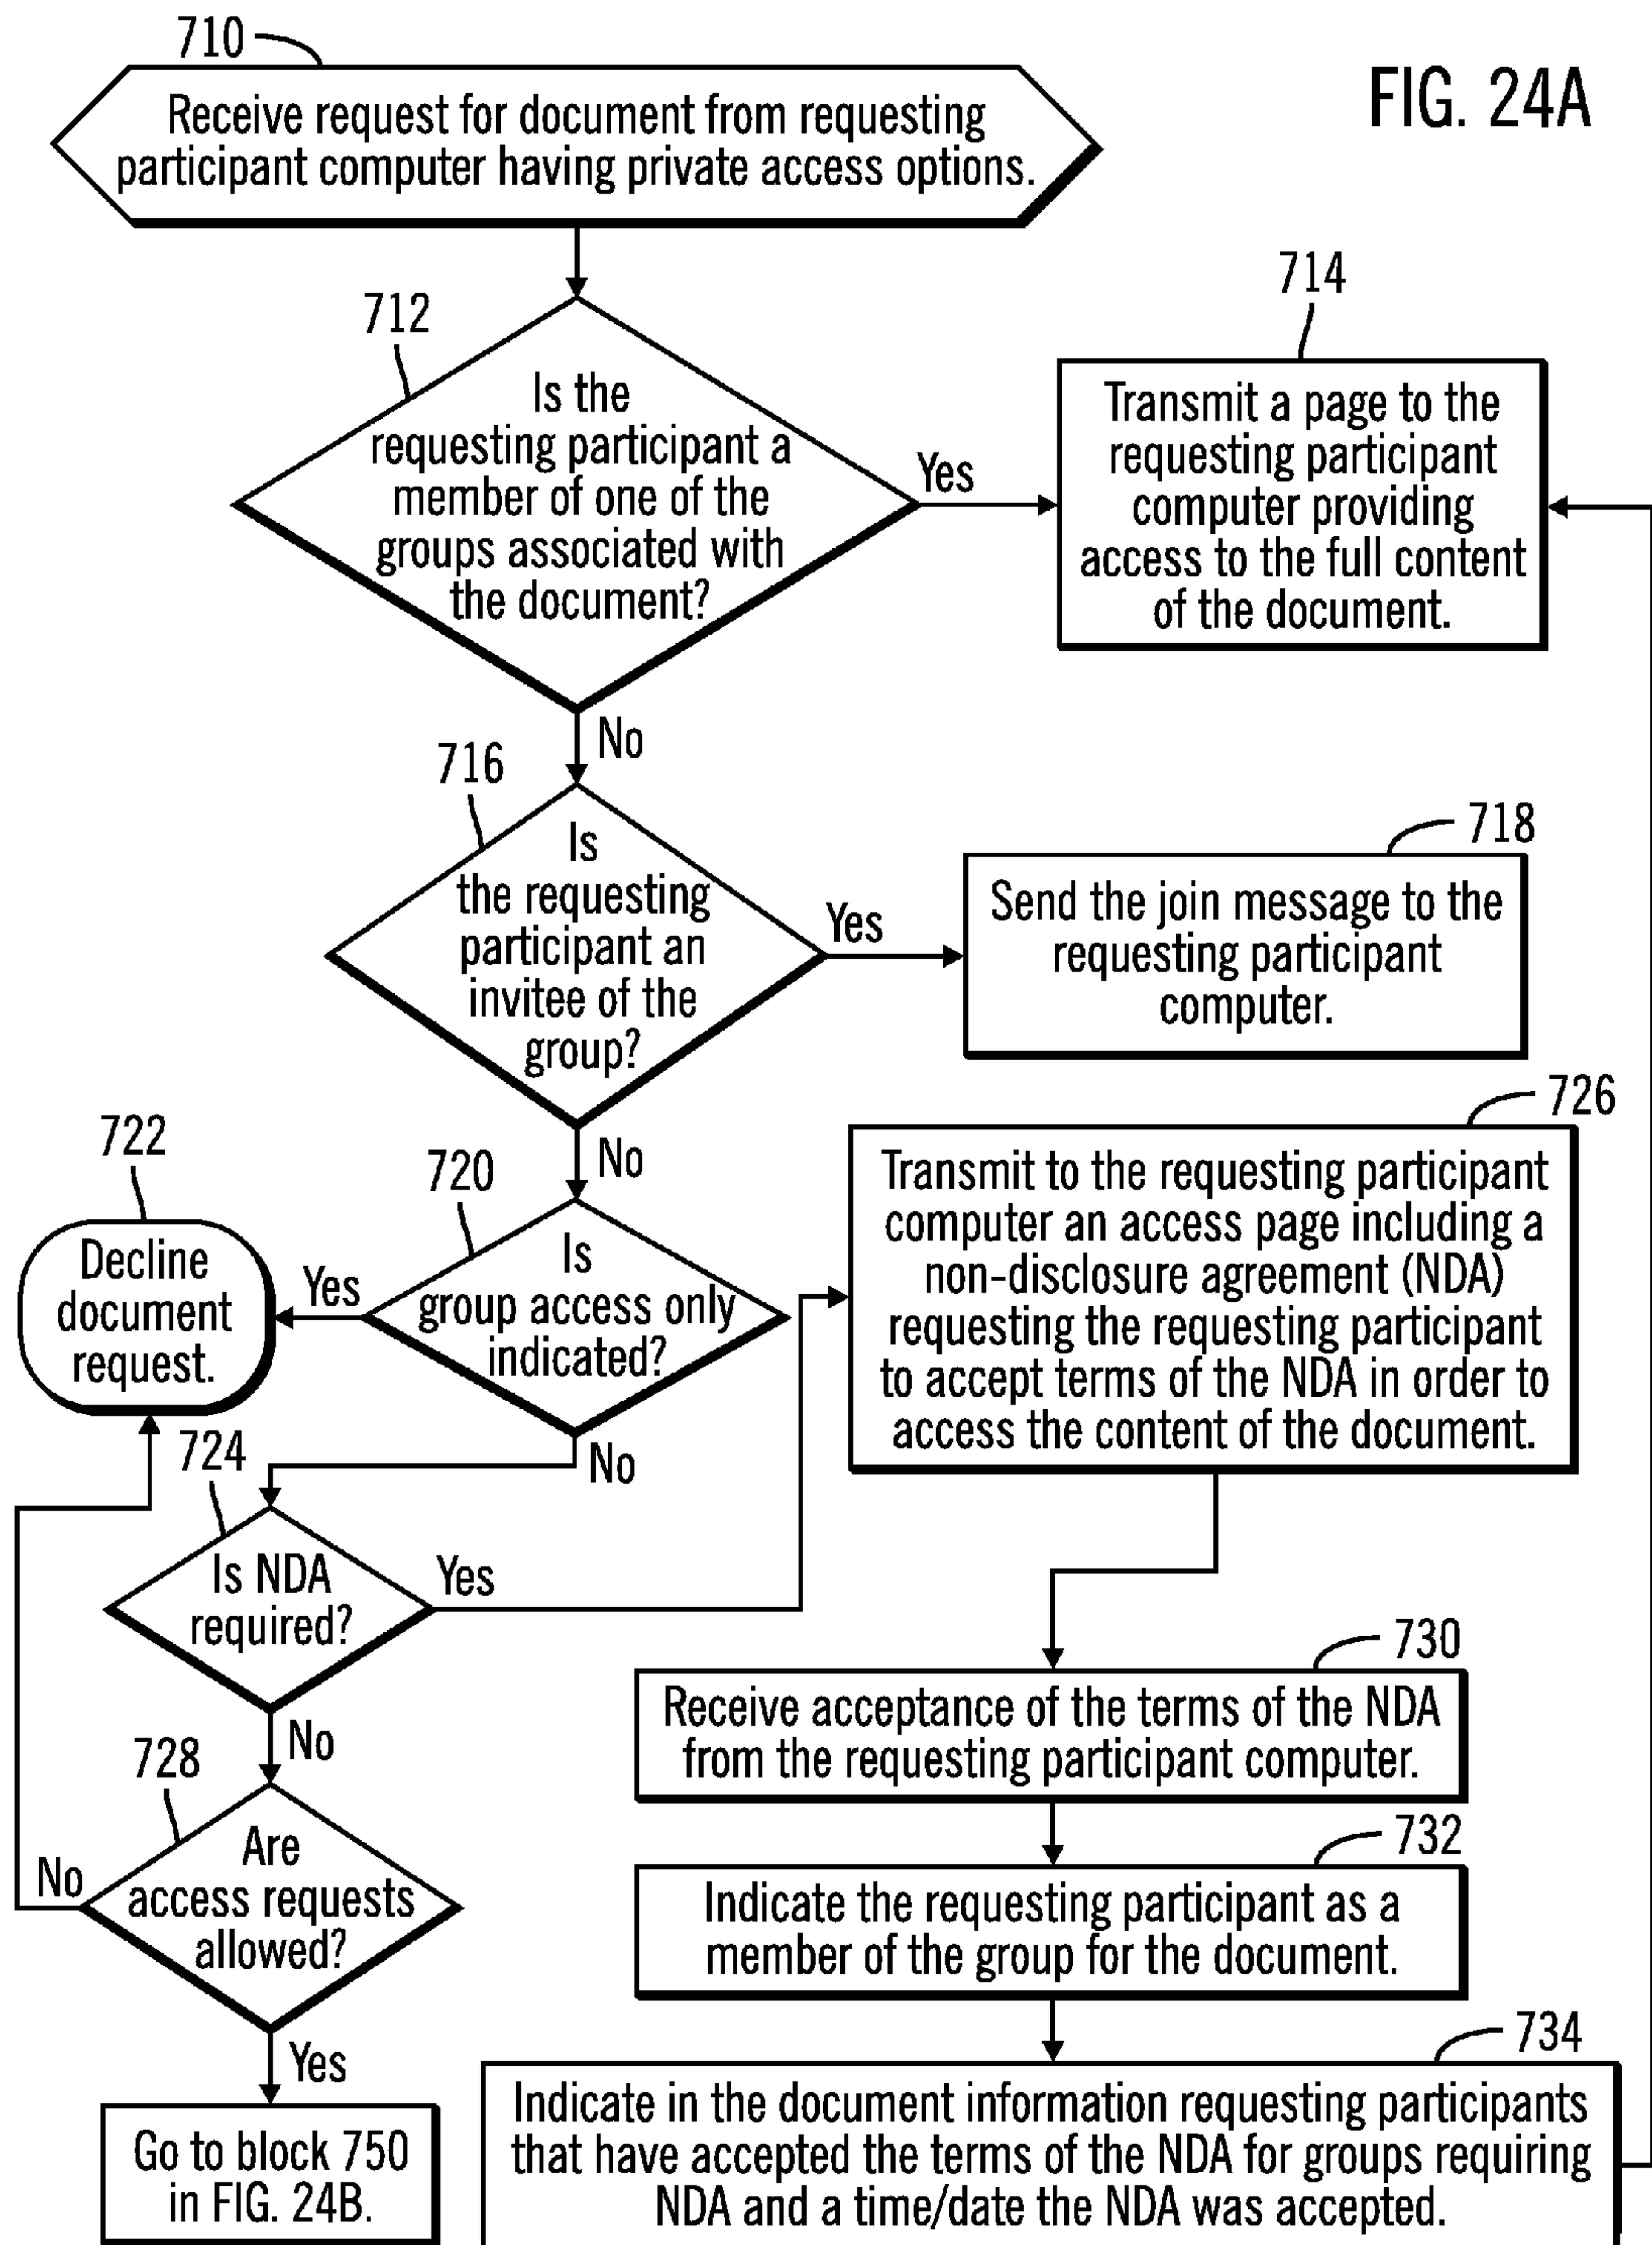 710
FIG. 24A
Receive request for document from requesting
participant computer having private access options.
712
714
Is the
requesting participant a
member of one of the
groups associated with
the document?
Yes
Transmit a page to the
requesting participant
computer providing
access to the full content
of the document.
No
716
718
Is
the requesting
participant an
invitee of the
group?
Yes
Send the join message to the
requesting participant
computer.
No
722
720
726
Decline
document
request.
Yes
Is
group access only
indicated?
Transmit to the requesting participant
computer an access page including a
non-disclosure agreement (NDA)
requesting the requesting participant
to accept terms of the NDA in order to
access the content of the document.
No
724
Is NDA
required?
Yes
No
730
Receive acceptance of the terms of the NDA
from the requesting participant computer.
728
Are
access requests
allowed?
No
732
Indicate the requesting participant as a
member of the group for the document.
Yes
734
Go to block 750
in FIG. 24B.
Indicate in the document information requesting participants
that have accepted the terms of the NDA for groups requiring
NDA and a time/date the NDA was accepted.